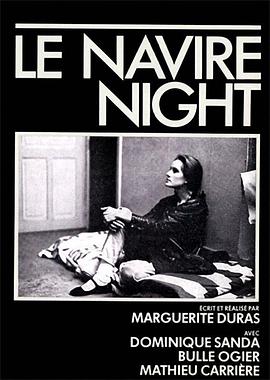 LE NAVIRE
NIGHT
ÉCRIT ET RÉALISÉ PAR
MARGUERITE DURAS
AVEC
DOMINIQUE SANDA
BULLE OGIER
MATHIEU CARRIÈRE